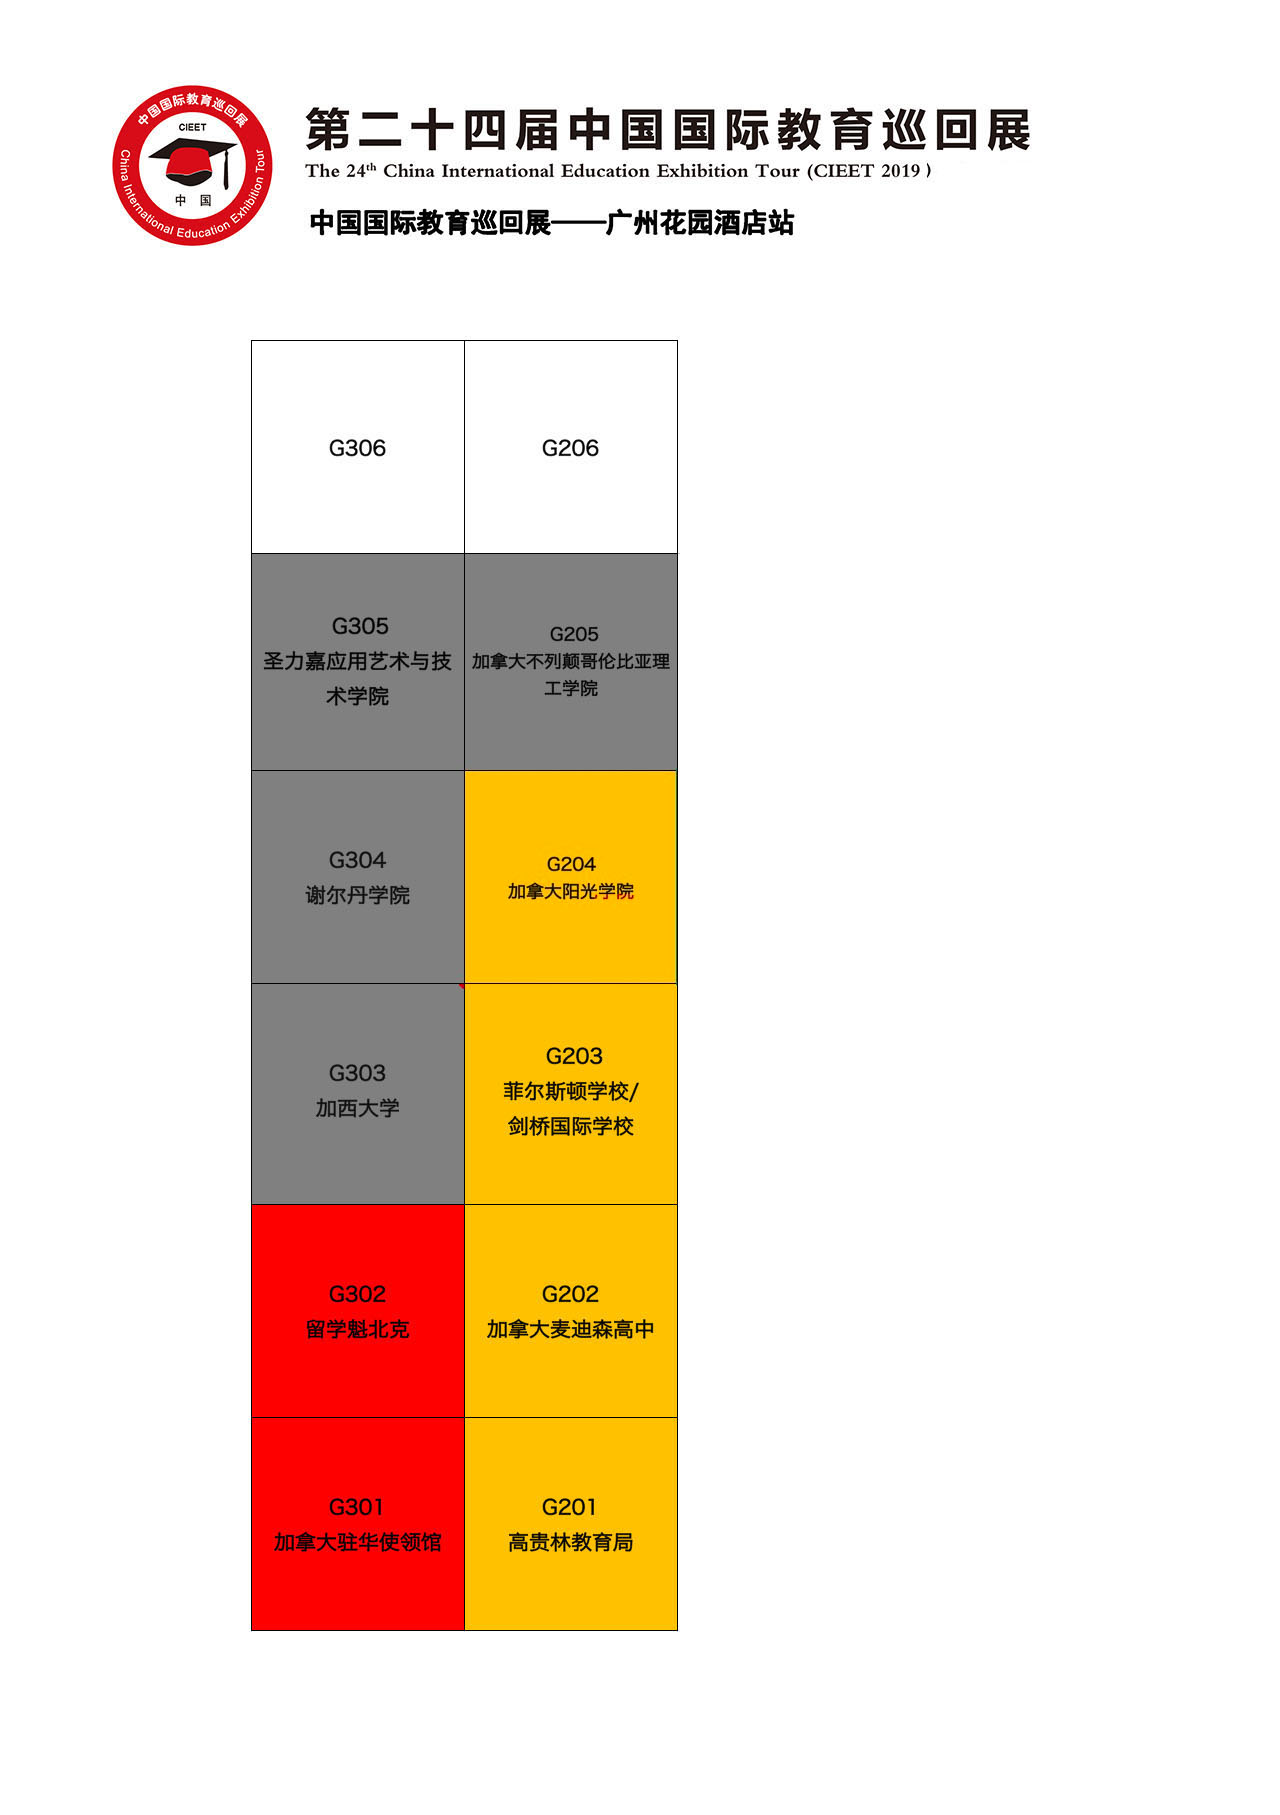 中国国际教育巡回展
CIEET
中 国
China International Education Exhibition Tour
第二十四届中国国际教育巡回展
The 24th China International Education Exhibition Tour (CIEET 2019)
中国国际教育巡回展——广州花园酒店站
G306
G206
G305
圣力嘉应用艺术与技
术学院
G205
加拿大不列颠哥伦比亚理
工学院
G304
谢尔丹学院
G204
加拿大阳光学院
G303
加西大学
G203
菲尔斯顿学校/
剑桥国际学校
G302
留学魁北克
G202
加拿大麦迪森高中
G301
加拿大驻华使领馆
G201
高贵林教育局